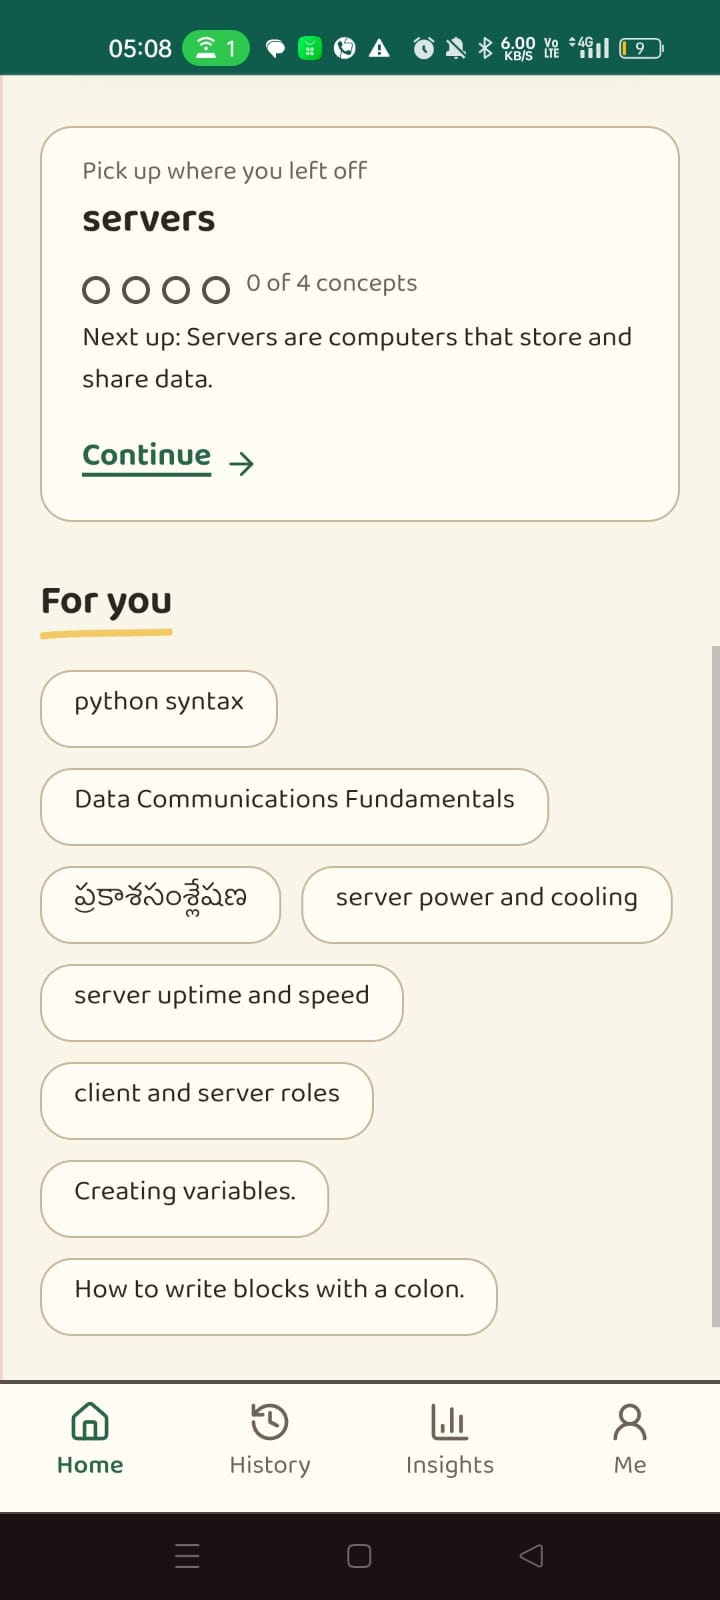 05:08 1 6.00 KB/S Vo LTE 4G 9
Pick up where you left off
servers
0 of 4 concepts
Next up: Servers are computers that store and
share data.
Continue
For you
python syntax
Data Communications Fundamentals
ప్రకాశసంశ్లేషణ server power and cooling
server uptime and speed
client and server roles
Creating variables.
How to write blocks with a colon.
Home History Insights Me